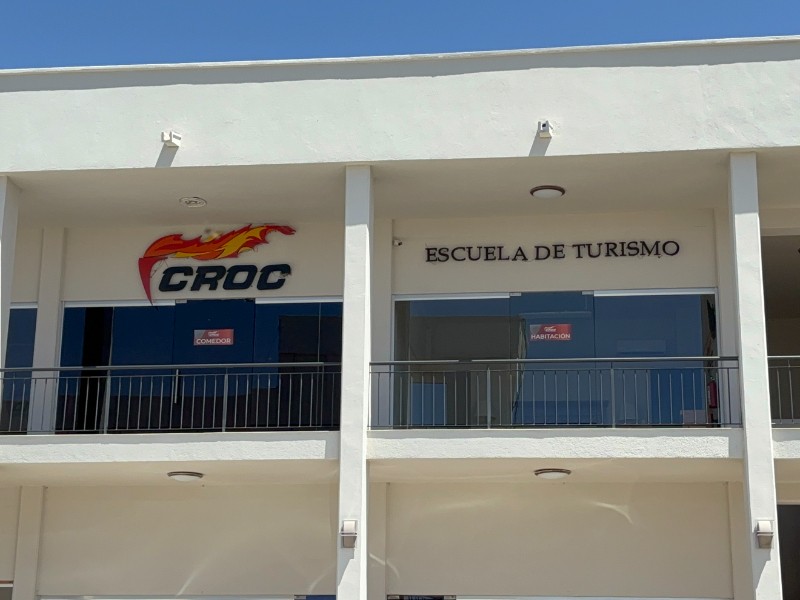 CROC
ESCUELA DE TURISMO
COMEDOR
HABITACIÓN